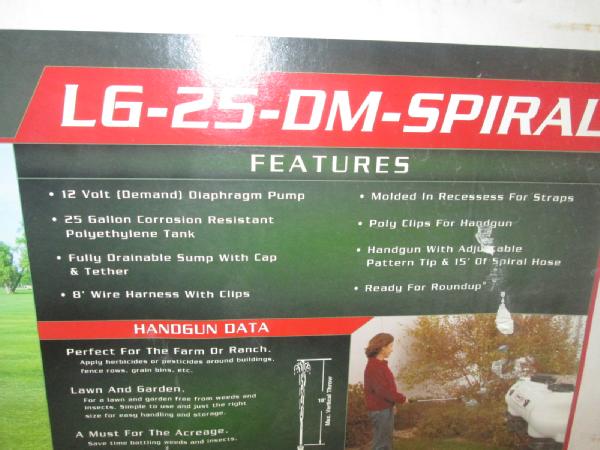 LG-25-DM-SPIRAL
FEATURES
• 12 Volt (Demand) Diaphragm Pump
• 25 Gallon Corrosion Resistant
Polyethylene Tank
• Fully Drainable Sump With Cap
& Tether
• 8' Wire Harness With Clips
• Molded In Recessess For Straps
• Poly Clips For Handgun
• Handgun With Adjustable
Pattern Tip & 15' Of Spiral Hose
• Ready For Roundup®
HANDGUN DATA
Perfect For The Farm Or Ranch.
Apply herbicides or pesticides around buildings,
fence rows, grain bins, etc.
Lawn And Garden.
For a lawn and garden free from weeds and
insects. Simple to use and just the right
size for easy handling and storage.
A Must For The Acreage.
Save time battling weeds and insects.
18'
Max. Vertical Throw